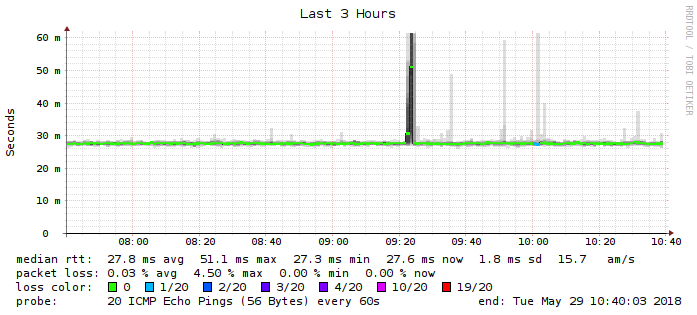 Last 3 Hours
RRDTOOL / TOBI OETIKER
Seconds
60 m
50 m
40 m
30 m
20 m
10 m
0
08:00 08:20 08:40 09:00 09:20 09:40 10:00 10:20 10:40
median rtt: 27.8 ms avg 51.1 ms max 27.3 ms min 27.6 ms now 1.8 ms sd 15.7 am/s
packet loss: 0.03 % avg 4.50 % max 0.00 % min 0.00 % now
loss color: 0 1/20 2/20 3/20 4/20 10/20 19/20
probe: 20 ICMP Echo Pings (56 Bytes) every 60s end: Tue May 29 10:40:03 2018